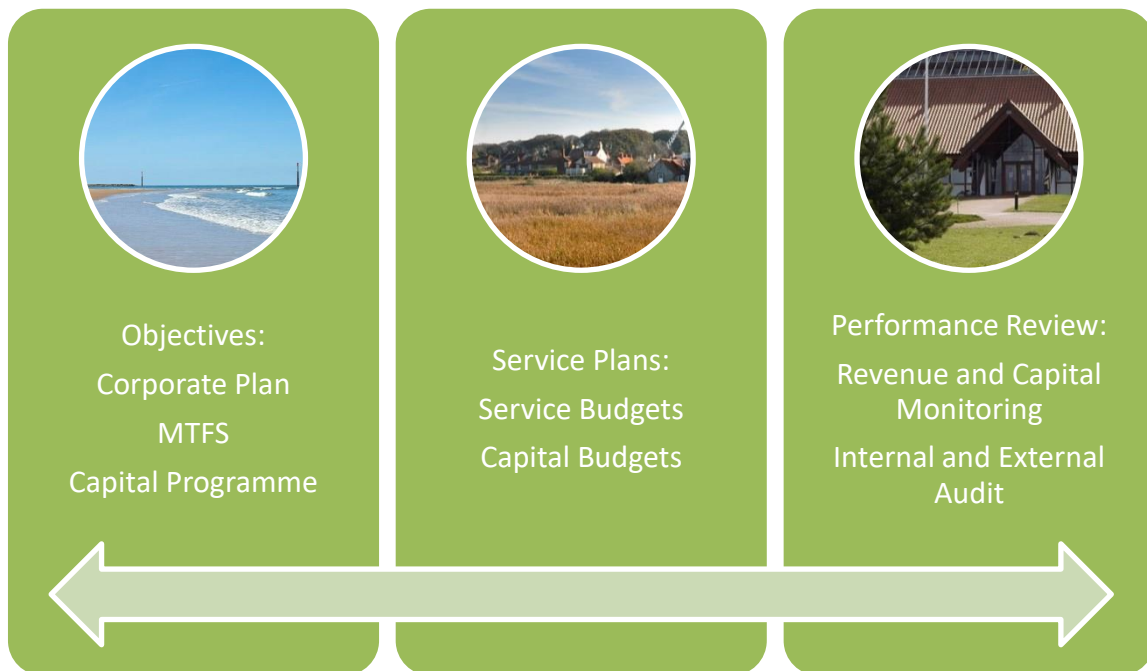 Objectives:
Corporate Plan
MTFS
Capital Programme
Service Plans:
Service Budgets
Capital Budgets
Performance Review:
Revenue and Capital
Monitoring
Internal and External
Audit